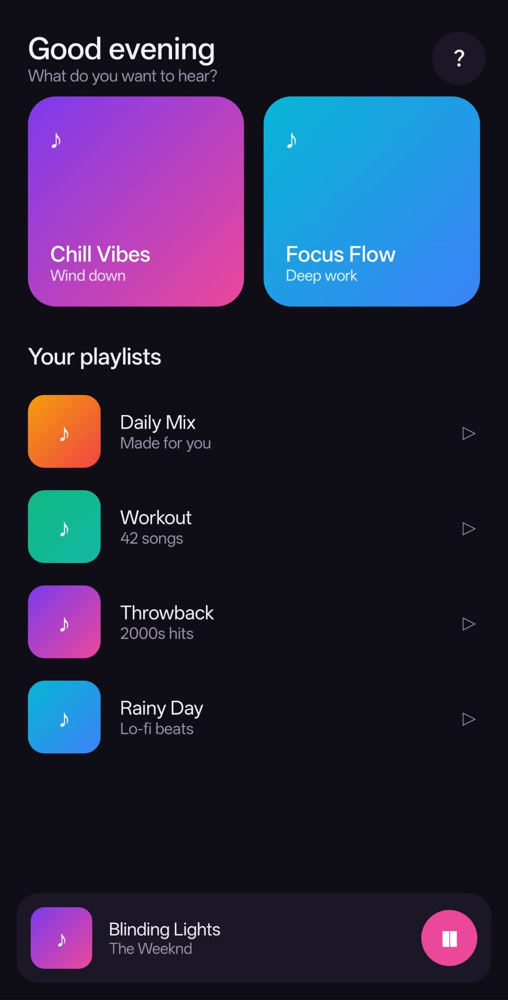 Good evening
What do you want to hear?
?
♪
Chill Vibes
Wind down
♪
Focus Flow
Deep work
Your playlists
♪
Daily Mix
Made for you
▷
♪
Workout
42 songs
▷
♪
Throwback
2000s hits
▷
♪
Rainy Day
Lo-fi beats
▷
♪
Blinding Lights
The Weeknd